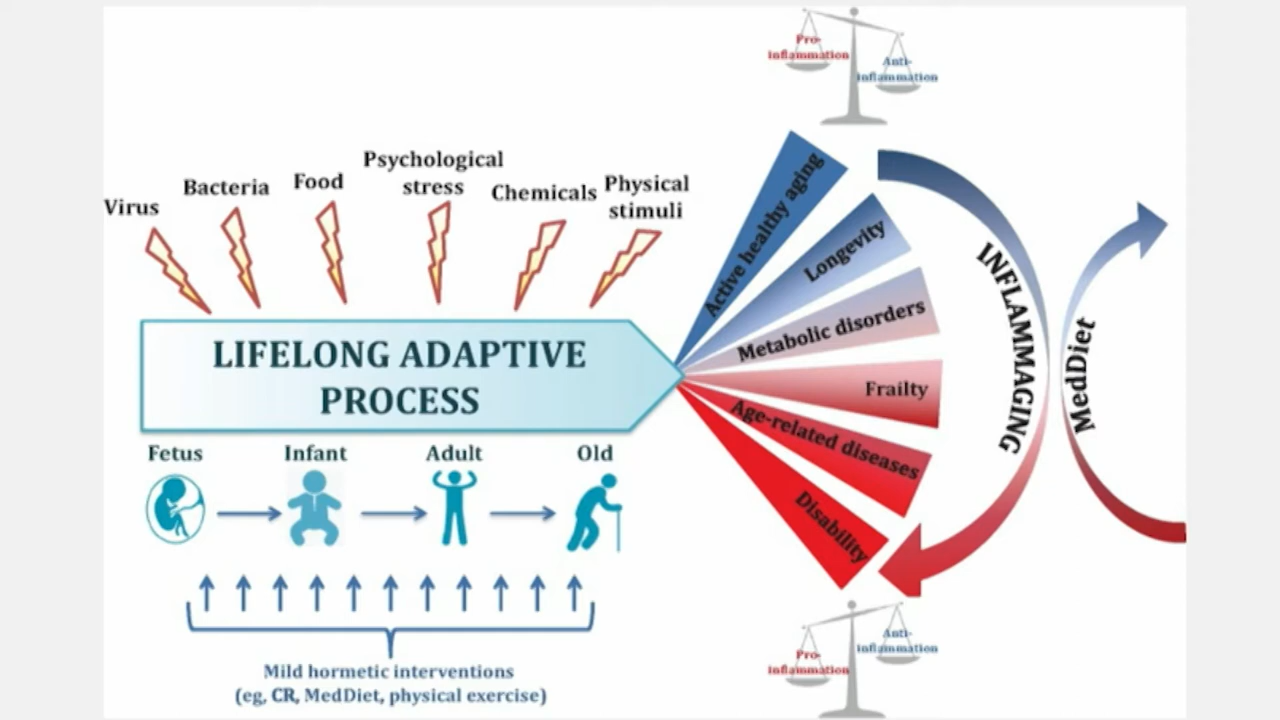 Pro-
inflammation
Anti-
inflammation
Virus
Bacteria
Food
Psychological
stress
Chemicals
Physical
stimuli
LIFELONG ADAPTIVE
PROCESS
Fetus
Infant
Adult
Old
Mild hormetic interventions
(eg, CR, MedDiet, physical exercise)
Active healthy aging
Longevity
Metabolic disorders
Frailty
Age-related diseases
Disability
INFLAMMAGING
MedDiet
Anti-
inflammation
Pro-
inflammation